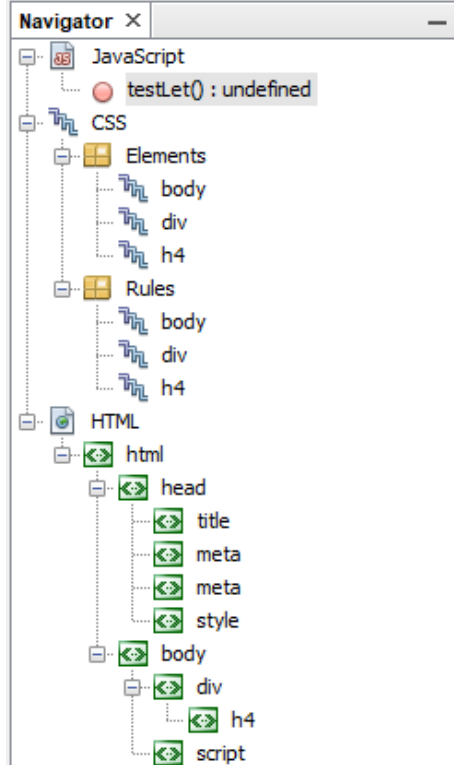 Navigator ×
JavaScript
testLet() : undefined
CSS
Elements
body
div
h4
Rules
body
div
h4
HTML
html
head
title
meta
meta
style
body
div
h4
script